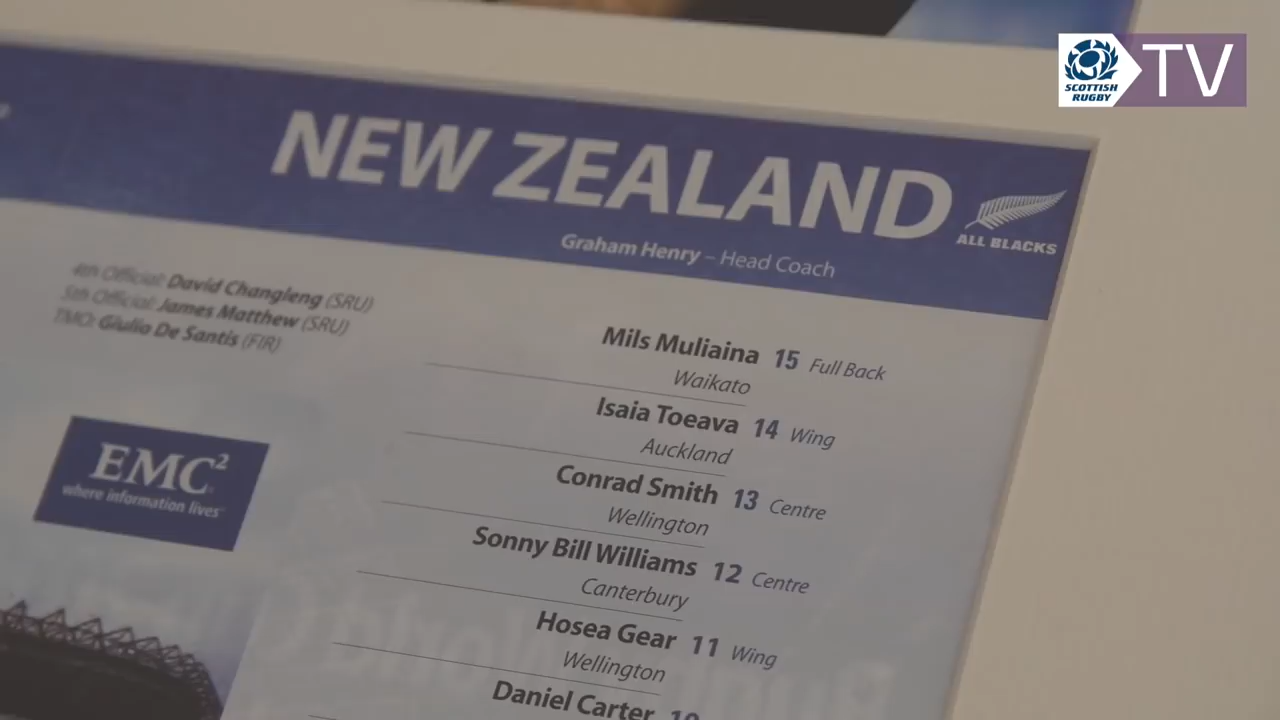 SCOTTISH
RUGBY
TV
NEW ZEALAND
ALL BLACKS
Graham Henry – Head Coach
4th Official: David Changleng (SRU)
5th Official: James Matthew (SRU)
TMO: Giulio De Santis (FIR)
EMC²
where information lives
Mils Muliaina 15 Full Back
Waikato
Isaia Toeava 14 Wing
Auckland
Conrad Smith 13 Centre
Wellington
Sonny Bill Williams 12 Centre
Canterbury
Hosea Gear 11 Wing
Wellington
Daniel Carter 10